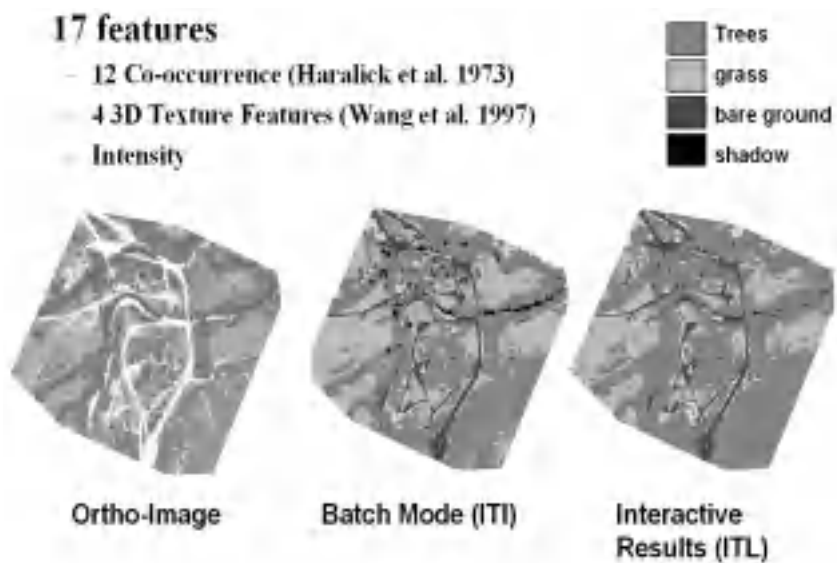 17 features
– 12 Co-occurrence (Haralick et al. 1973)
– 4 3D Texture Features (Wang et al. 1997)
– Intensity
Trees
grass
bare ground
shadow
Ortho-Image
Batch Mode (ITI)
Interactive
Results (ITL)